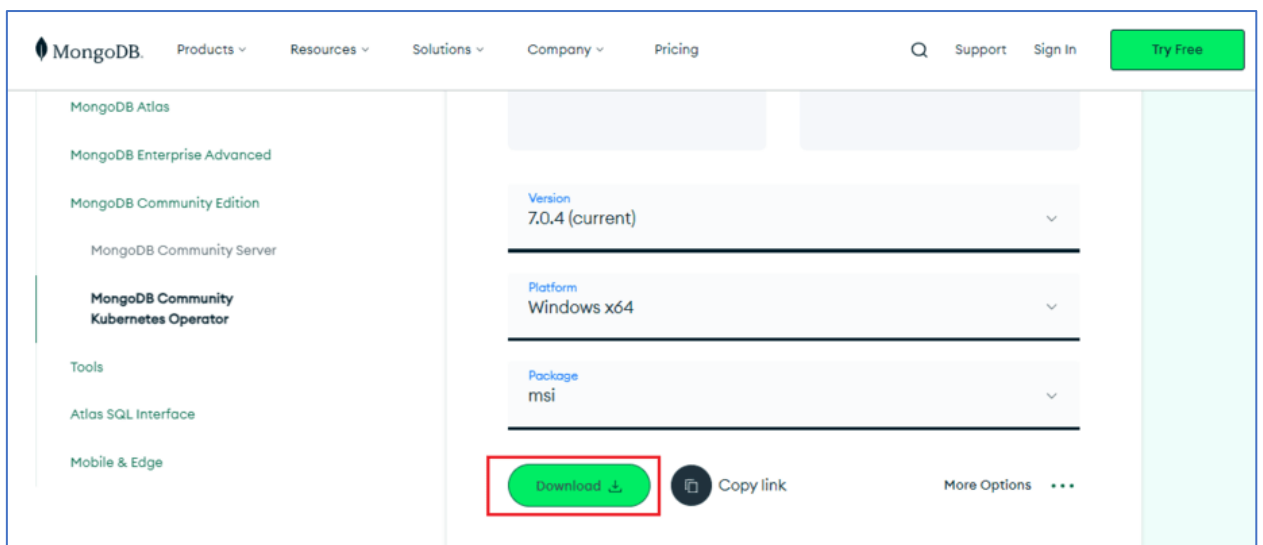 MongoDB. Products Resources Solutions Company Pricing Support Sign In Try Free
MongoDB Atlas
MongoDB Enterprise Advanced
MongoDB Community Edition
MongoDB Community Server
MongoDB Community
Kubernetes Operator
Tools
Atlas SQL Interface
Mobile & Edge
Version
7.0.4 (current)
Platform
Windows x64
Package
msi
Download Copy link More Options